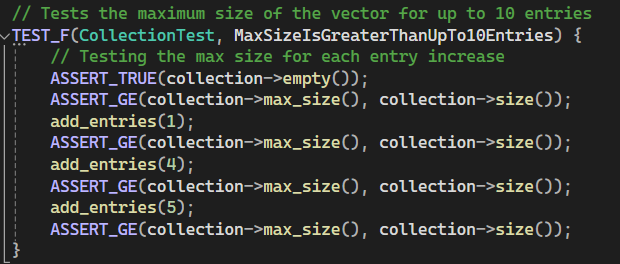 // Tests the maximum size of the vector for up to 10 entries
TEST_F(CollectionTest, MaxSizeIsGreaterThanUpTo10Entries) {
    // Testing the max size for each entry increase
    ASSERT_TRUE(collection->empty());
    ASSERT_GE(collection->max_size(), collection->size());
    add_entries(1);
    ASSERT_GE(collection->max_size(), collection->size());
    add_entries(4);
    ASSERT_GE(collection->max_size(), collection->size());
    add_entries(5);
    ASSERT_GE(collection->max_size(), collection->size());
}